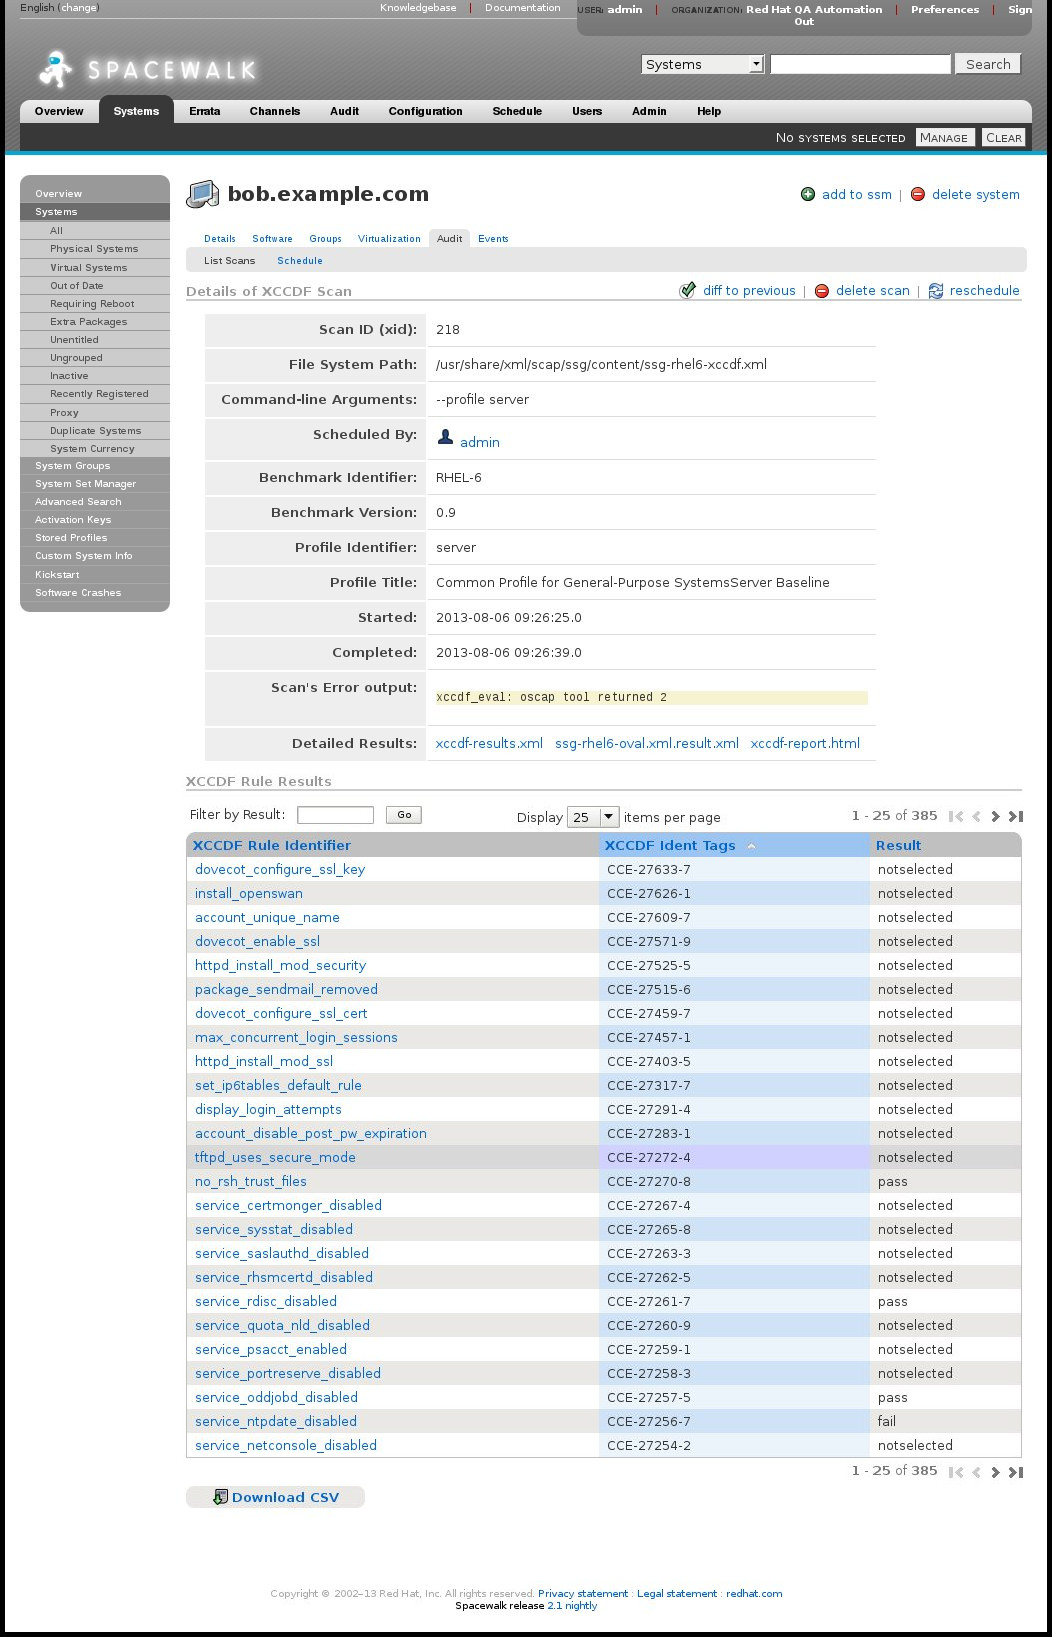 English (change)
Knowledgebase | Documentation
USER: admin | ORGANIZATION: Red Hat QA Automation | Preferences | Sign
Out
SPACEWALK
Systems
Search
Overview Systems Errata Channels Audit Configuration Schedule Users Admin Help
No systems selected Manage Clear
Overview
Systems
All
Physical Systems
Virtual Systems
Out of Date
Requiring Reboot
Extra Packages
Unentitled
Ungrouped
Inactive
Recently Registered
Proxy
Duplicate Systems
System Currency
System Groups
System Set Manager
Advanced Search
Activation Keys
Stored Profiles
Custom System Info
Kickstart
Software Crashes
bob.example.com
add to ssm | delete system
Details Software Groups Virtualization Audit Events
List Scans Schedule
Details of XCCDF Scan
diff to previous | delete scan | reschedule
Scan ID (xid): 218
File System Path: /usr/share/xml/scap/ssg/content/ssg-rhel6-xccdf.xml
Command-line Arguments: --profile server
Scheduled By: admin
Benchmark Identifier: RHEL-6
Benchmark Version: 0.9
Profile Identifier: server
Profile Title: Common Profile for General-Purpose SystemsServer Baseline
Started: 2013-08-06 09:26:25.0
Completed: 2013-08-06 09:26:39.0
Scan's Error output: xccdf_eval: oscap tool returned 2
Detailed Results: xccdf-results.xml ssg-rhel6-oval.xml.result.xml xccdf-report.html
XCCDF Rule Results
Filter by Result: Go Display 25 items per page 1 - 25 of 385
XCCDF Rule Identifier XCCDF Ident Tags Result
dovecot_configure_ssl_key CCE-27633-7 notselected
install_openswan CCE-27626-1 notselected
account_unique_name CCE-27609-7 notselected
dovecot_enable_ssl CCE-27571-9 notselected
httpd_install_mod_security CCE-27525-5 notselected
package_sendmail_removed CCE-27515-6 notselected
dovecot_configure_ssl_cert CCE-27459-7 notselected
max_concurrent_login_sessions CCE-27457-1 notselected
httpd_install_mod_ssl CCE-27403-5 notselected
set_ip6tables_default_rule CCE-27317-7 notselected
display_login_attempts CCE-27291-4 notselected
account_disable_post_pw_expiration CCE-27283-1 notselected
tftpd_uses_secure_mode CCE-27272-4 notselected
no_rsh_trust_files CCE-27270-8 pass
service_certmonger_disabled CCE-27267-4 notselected
service_sysstat_disabled CCE-27265-8 notselected
service_saslauthd_disabled CCE-27263-3 notselected
service_rhsmcertd_disabled CCE-27262-5 notselected
service_rdisc_disabled CCE-27261-7 pass
service_quota_nld_disabled CCE-27260-9 notselected
service_psacct_enabled CCE-27259-1 notselected
service_portreserve_disabled CCE-27258-3 notselected
service_oddjobd_disabled CCE-27257-5 pass
service_ntpdate_disabled CCE-27256-7 fail
service_netconsole_disabled CCE-27254-2 notselected
1 - 25 of 385
Download CSV
Copyright © 2002–13 Red Hat, Inc. All rights reserved. Privacy statement : Legal statement : redhat.com
Spacewalk release 2.1 nightly